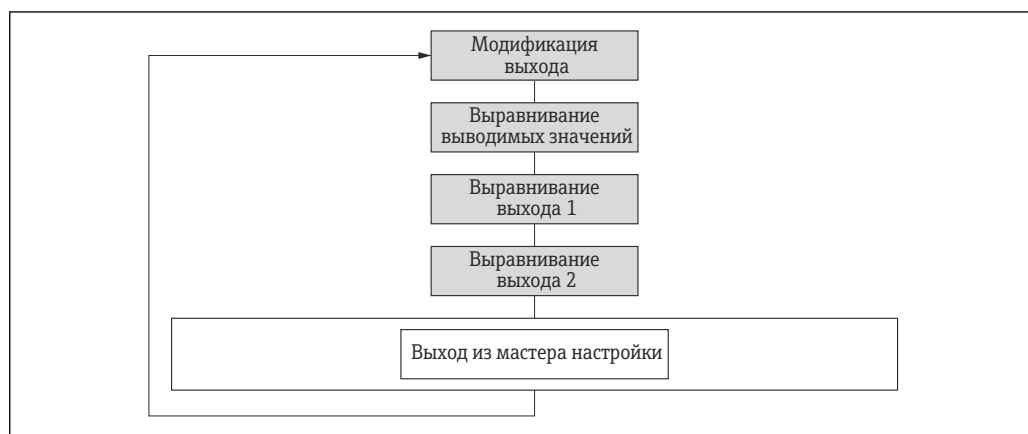 Модификация
выхода
Выравнивание
выводимых значений
Выравнивание
выхода 1
Выравнивание
выхода 2
Выход из мастера настройки